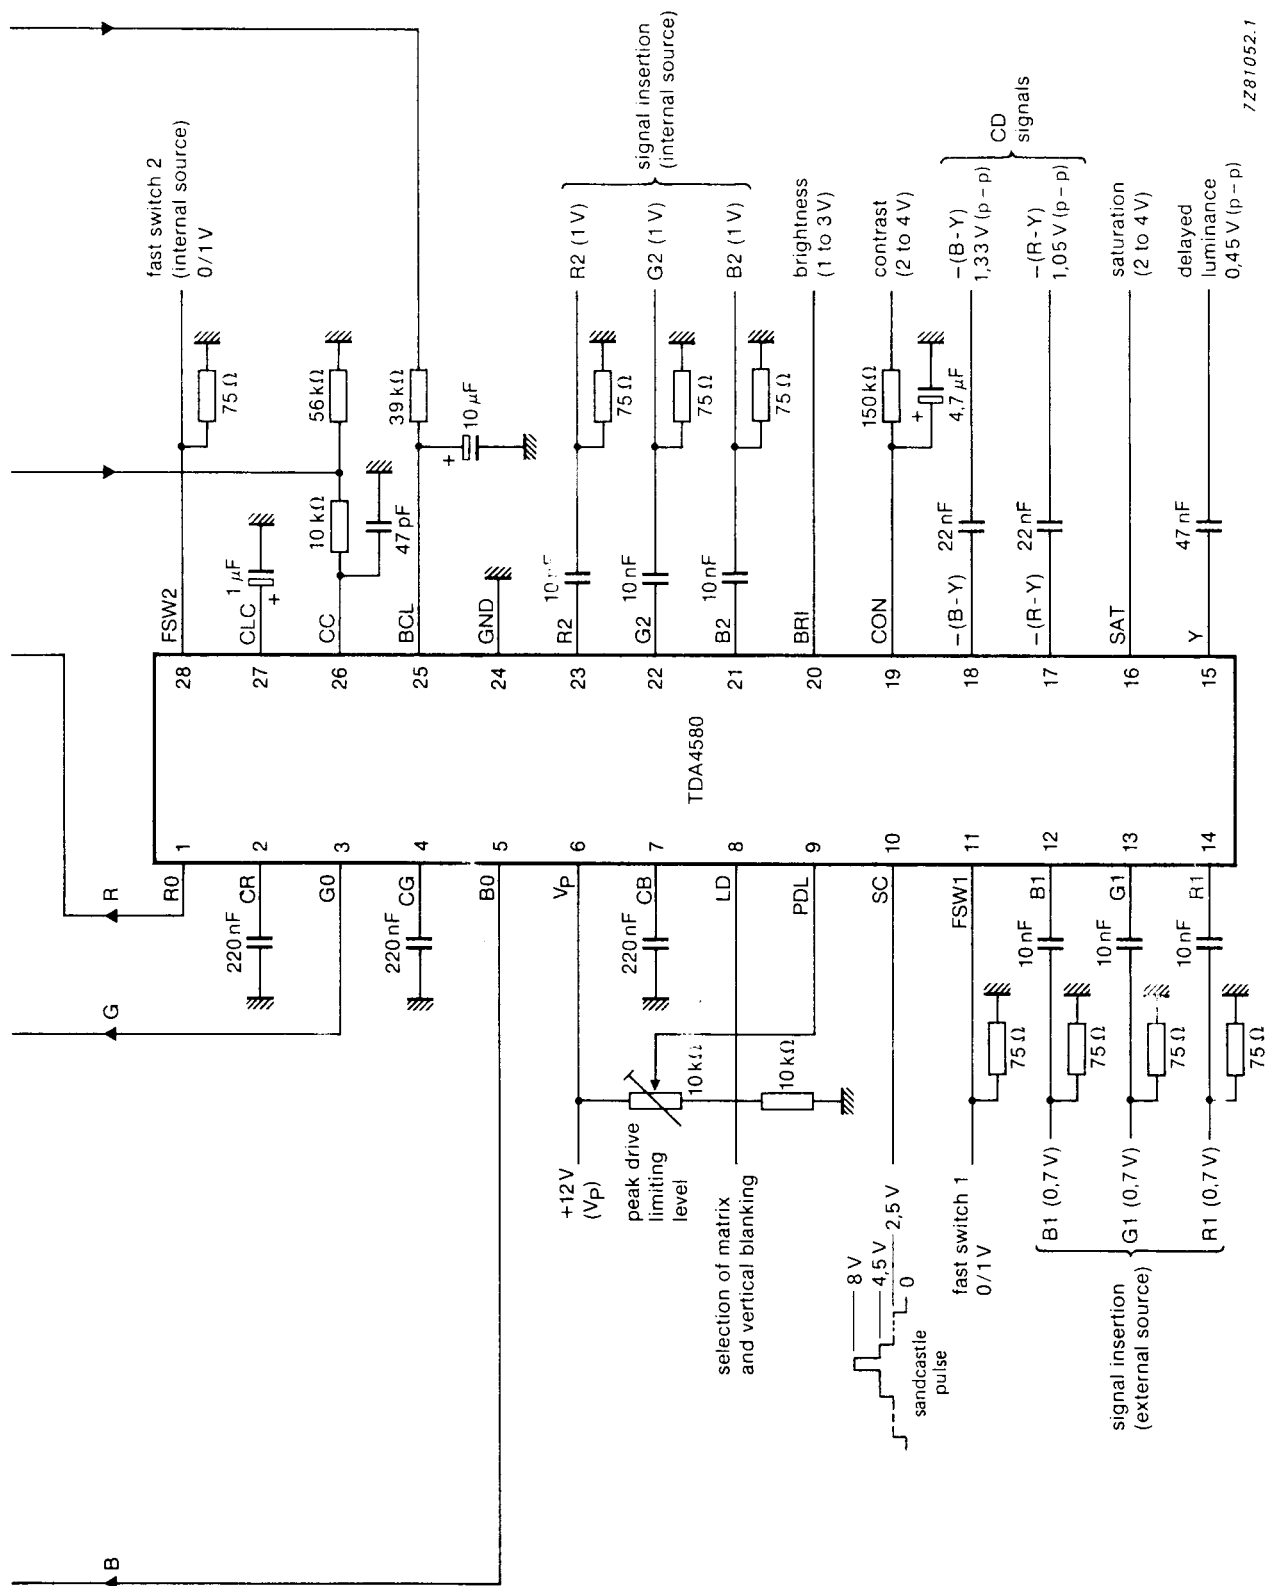 7Z81052.1
R
G
B
fast switch 2
(internal source)
0/1V
75 Ω
56 kΩ
39 kΩ
10 μF
+
10 kΩ
47 pF
1 μF
+
signal insertion
(internal source)
R2 (1 V)
G2 (1 V)
B2 (1 V)
75 Ω
75 Ω
75 Ω
10 nF
10 nF
10 nF
brightness
(1 to 3 V)
contrast
(2 to 4 V)
150 kΩ
+
4,7 μF
CD
signals
−(B-Y)
1,33 V (p−p)
−(R-Y)
1,05 V (p−p)
22 nF
22 nF
saturation
(2 to 4 V)
delayed
luminance
0,45 V (p−p)
47 nF
FSW2
CLC
CC
BCL
GND
R2
G2
B2
BRI
CON
−(B-Y)
−(R-Y)
SAT
Y
28
27
26
25
24
23
22
21
20
19
18
17
16
15
TDA4580
1
2
3
4
5
6
7
8
9
10
11
12
13
14
R0
CR
G0
CG
B0
VP
CB
LD
PDL
SC
FSW1
B1
G1
R1
220 nF
220 nF
220 nF
10 kΩ
10 kΩ
+12V
(VP)
peak drive
limiting
level
selection of matrix
and vertical blanking
8 V
4,5 V
2,5 V
0
sandcastle
pulse
fast switch 1
0/1V
75 Ω
10 nF
10 nF
10 nF
75 Ω
75 Ω
75 Ω
B1 (0,7 V)
G1 (0,7 V)
R1 (0,7 V)
signal insertion
(external source)